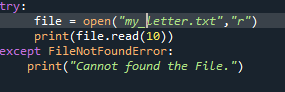 try:
    file = open("my_letter.txt","r")
    print(file.read(10))
except FileNotFoundError:
    print("Cannot found the File.")